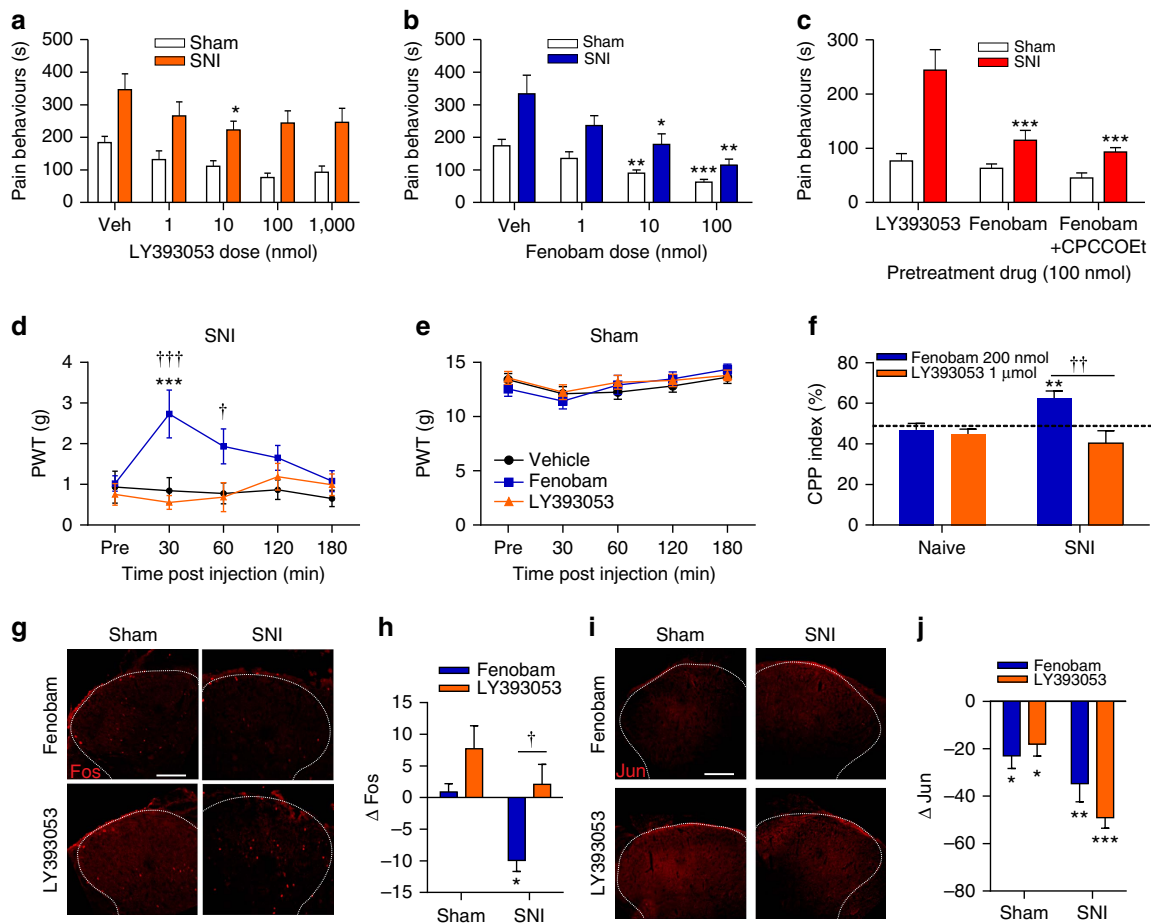 a
Sham
SNI
Pain behaviours (s)
500
400
300
200
100
0
*
Veh 1 10 100 1,000
LY393053 dose (nmol)
b
Sham
SNI
Pain behaviours (s)
500
400
300
200
100
0
** * *** **
Veh 1 10 100
Fenobam dose (nmol)
c
Sham
SNI
Pain behaviours (s)
300
200
100
0
*** ***
LY393053 Fenobam Fenobam
+CPCCOEt
Pretreatment drug (100 nmol)
d
SNI
PWT (g)
4
3
2
1
0
†††
***
†
Pre 30 60 120 180
Time post injection (min)
e
Sham
PWT (g)
15
10
5
0
Vehicle
Fenobam
LY393053
Pre 30 60 120 180
Time post injection (min)
f
CPP index (%)
80
60
40
20
0
Fenobam 200 nmol
LY393053 1 μmol
††
**
Naive SNI
g
Sham SNI
Fenobam
Fos
LY393053
h
Fenobam
LY393053
Δ Fos
10
5
0
−5
−10
−15
†
*
Sham SNI
i
Sham SNI
Fenobam
Jun
LY393053
j
Fenobam
LY393053
Δ Jun
0
−20
−40
−60
−80
* * ** ***
Sham SNI